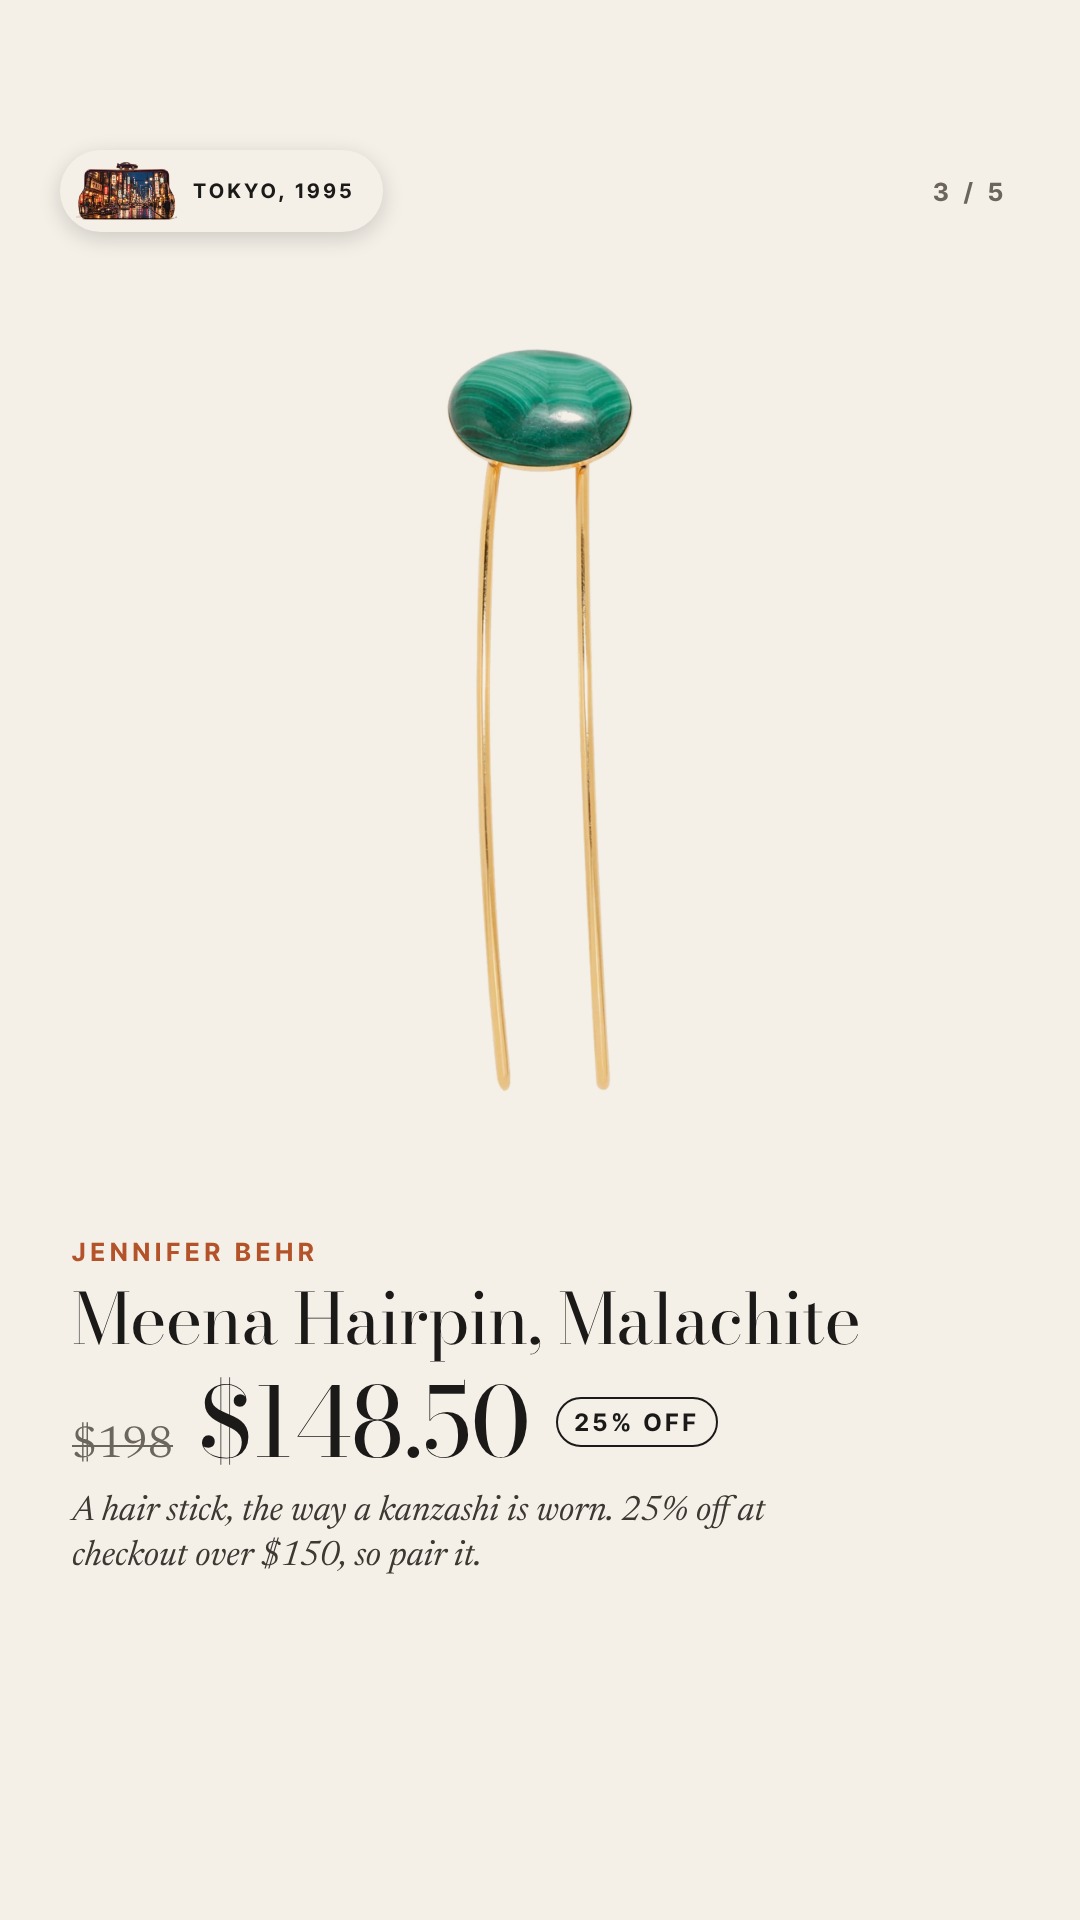 TOKYO, 1995
3 / 5
JENNIFER BEHR
Meena Hairpin, Malachite
$198 $148.50 25% OFF
A hair stick, the way a kanzashi is worn. 25% off at
checkout over $150, so pair it.